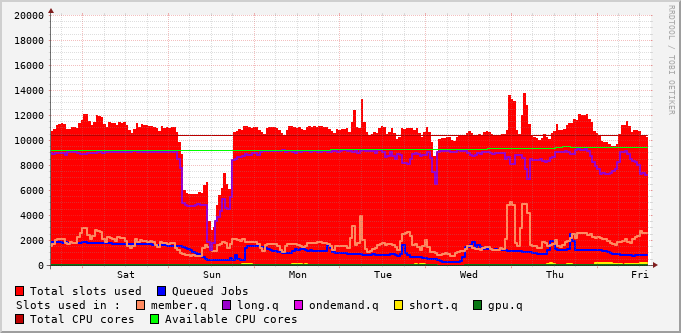 20000
18000
16000
14000
12000
10000
8000
6000
4000
2000
0
Sat Sun Mon Tue Wed Thu Fri
RRDTOOL / TOBI OETIKER
Total slots used Queued Jobs
Slots used in : member.q long.q ondemand.q short.q gpu.q
Total CPU cores Available CPU cores